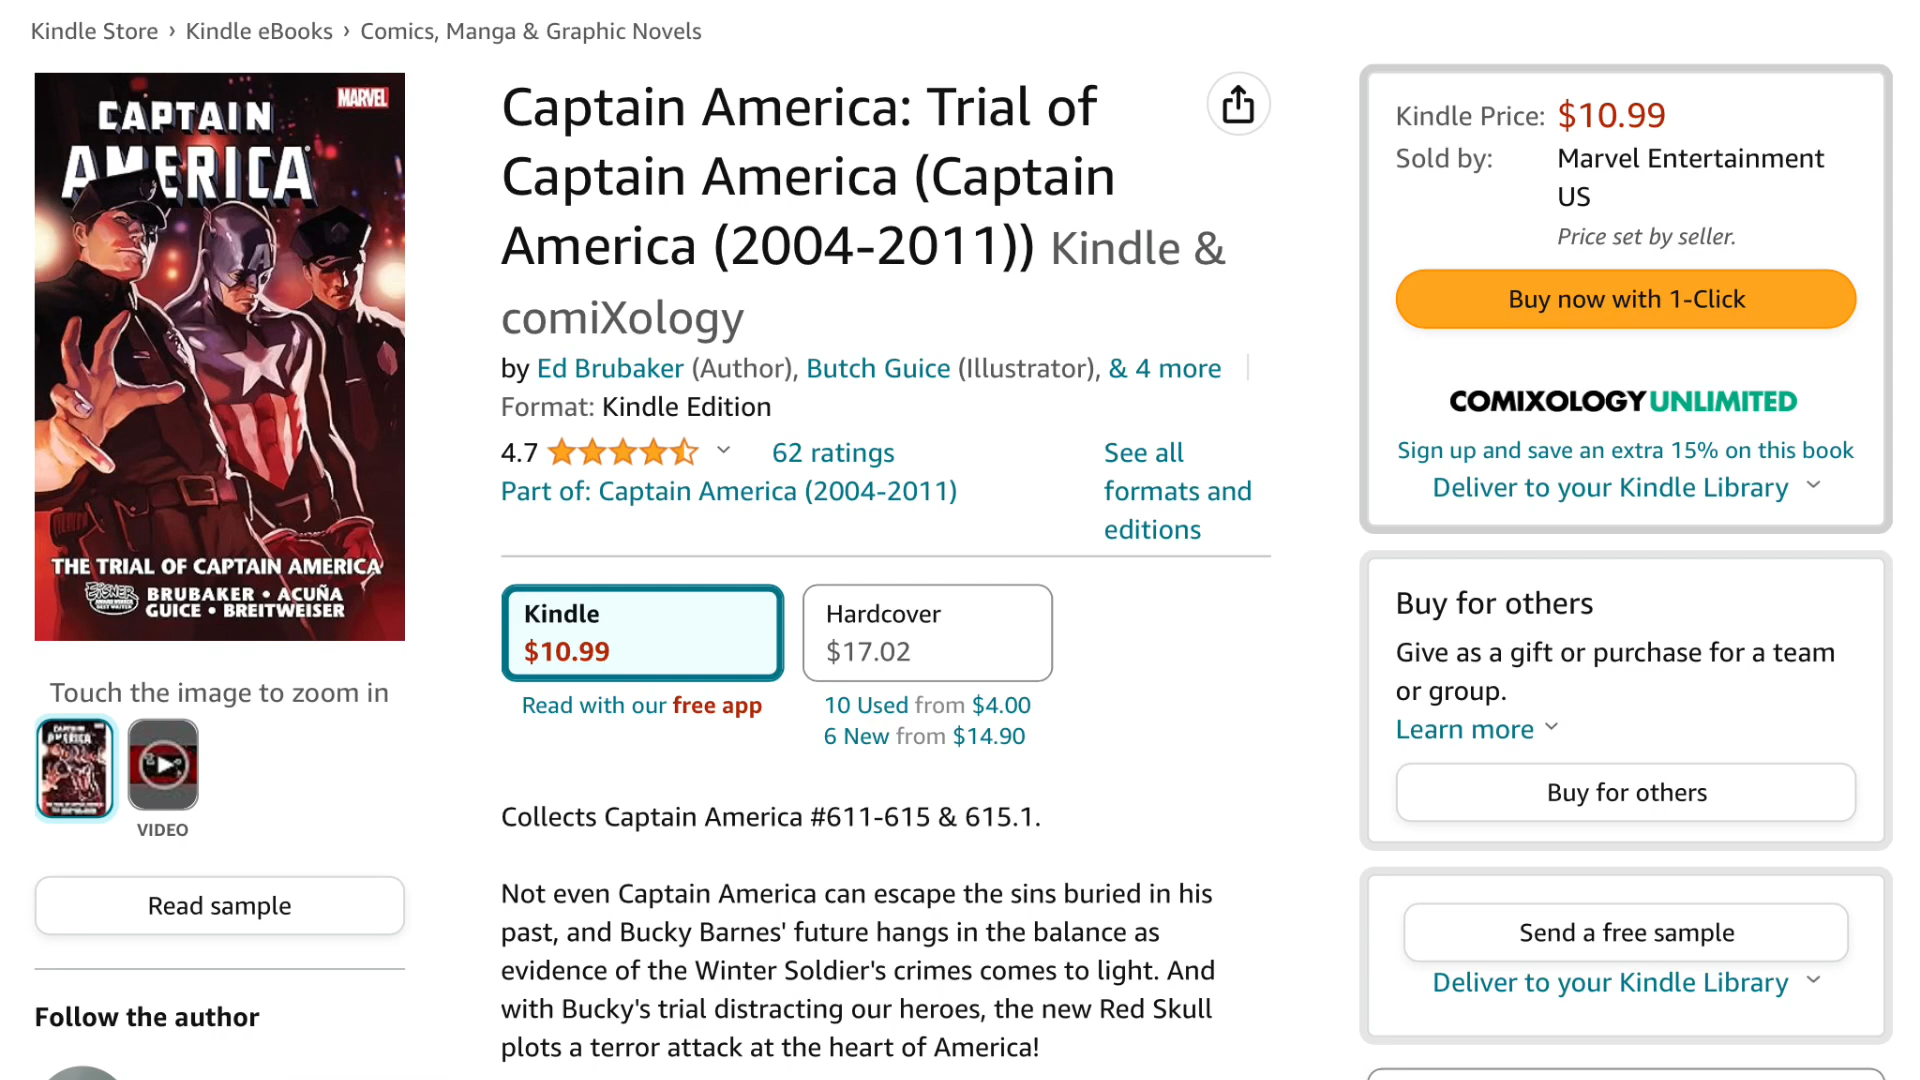 Kindle Store › Kindle eBooks › Comics, Manga & Graphic Novels
MARVEL
CAPTAIN
AMERICA
THE TRIAL OF CAPTAIN AMERICA
EISNER
BRUBAKER • ACUÑA
GUICE • BREITWEISER
Touch the image to zoom in
VIDEO
Read sample
Follow the author
Captain America: Trial of
Captain America (Captain
America (2004-2011)) Kindle &
comiXology
by Ed Brubaker (Author), Butch Guice (Illustrator), & 4 more
Format: Kindle Edition
4.7 62 ratings
Part of: Captain America (2004-2011)
See all
formats and
editions
Kindle
$10.99
Read with our free app
Hardcover
$17.02
10 Used from $4.00
6 New from $14.90
Collects Captain America #611-615 & 615.1.
Not even Captain America can escape the sins buried in his
past, and Bucky Barnes' future hangs in the balance as
evidence of the Winter Soldier's crimes comes to light. And
with Bucky's trial distracting our heroes, the new Red Skull
plots a terror attack at the heart of America!
Kindle Price: $10.99
Sold by: Marvel Entertainment
US
Price set by seller.
Buy now with 1-Click
COMIXOLOGY UNLIMITED
Sign up and save an extra 15% on this book
Deliver to your Kindle Library
Buy for others
Give as a gift or purchase for a team
or group.
Learn more
Buy for others
Send a free sample
Deliver to your Kindle Library